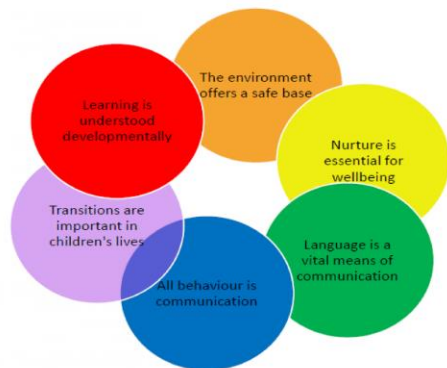 Learning is
understood
developmentally
The environment
offers a safe base
Nurture is
essential for
wellbeing
Language is a
vital means of
communication
All behaviour is
communication
Transitions are
important in
children's lives